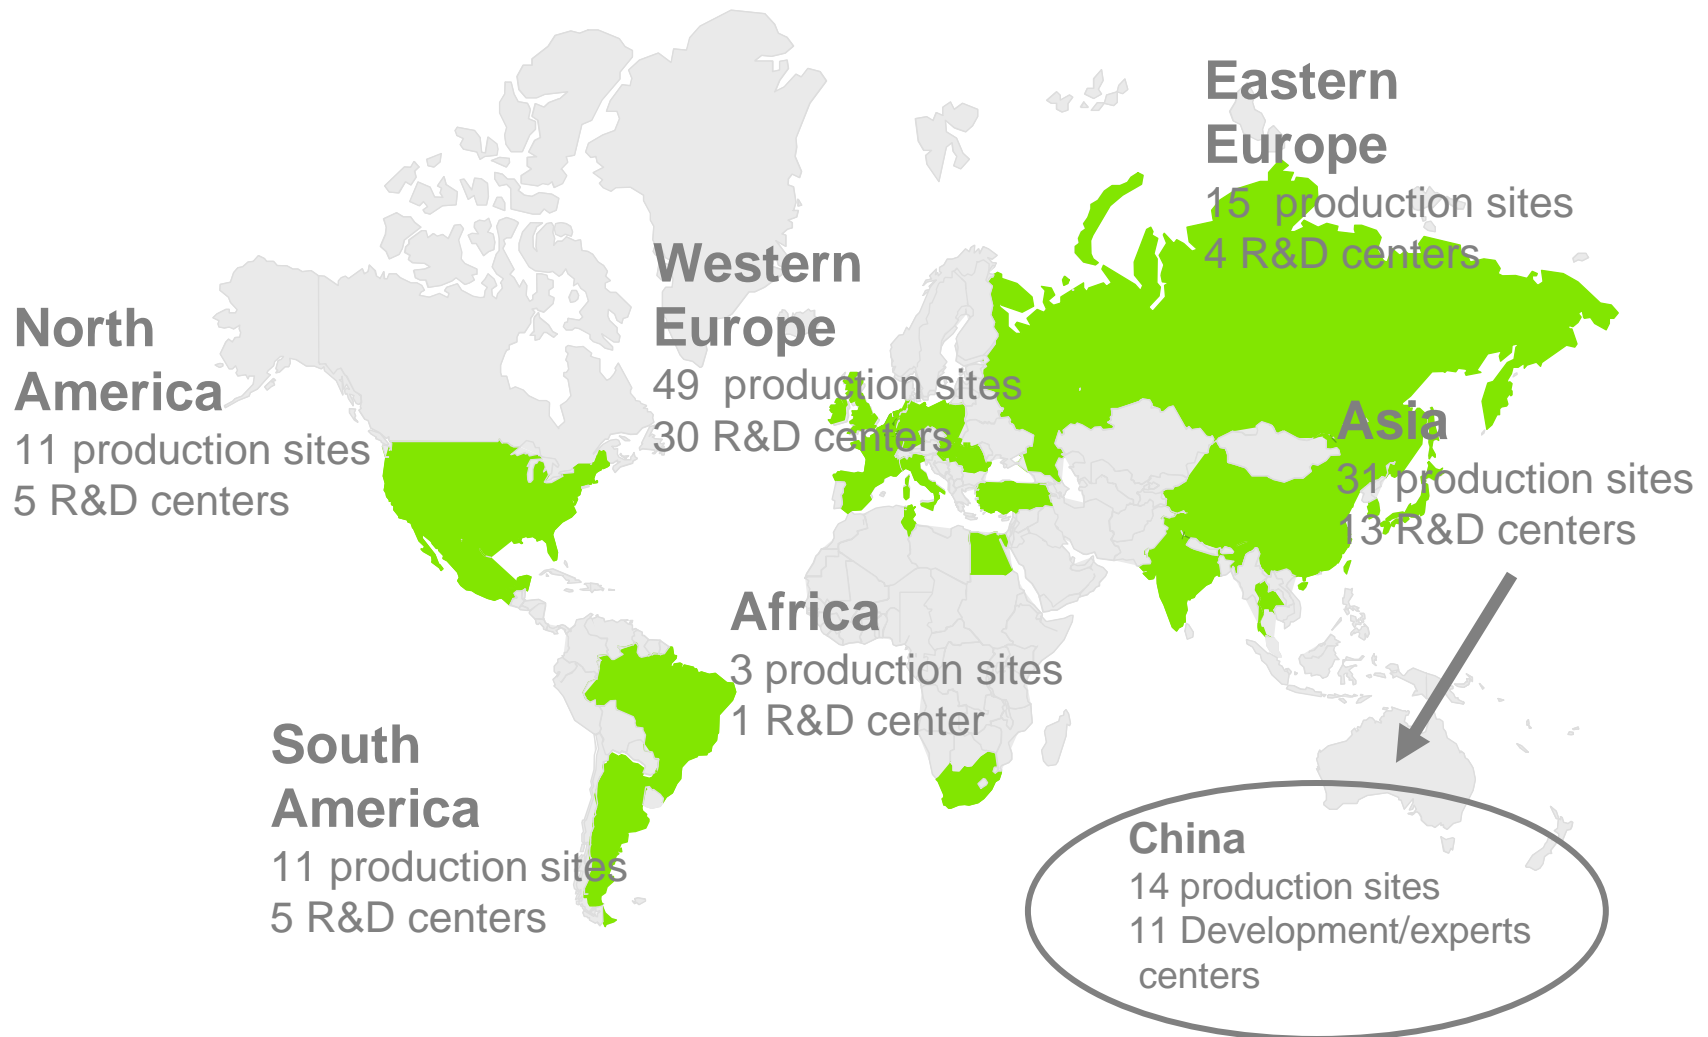 Eastern
Europe
15 production sites
4 R&D centers
Western
Europe
49 production sites
30 R&D centers
North
America
11 production sites
5 R&D centers
Asia
31 production sites
13 R&D centers
Africa
3 production sites
1 R&D center
South
America
11 production sites
5 R&D centers
China
14 production sites
11 Development/experts
centers